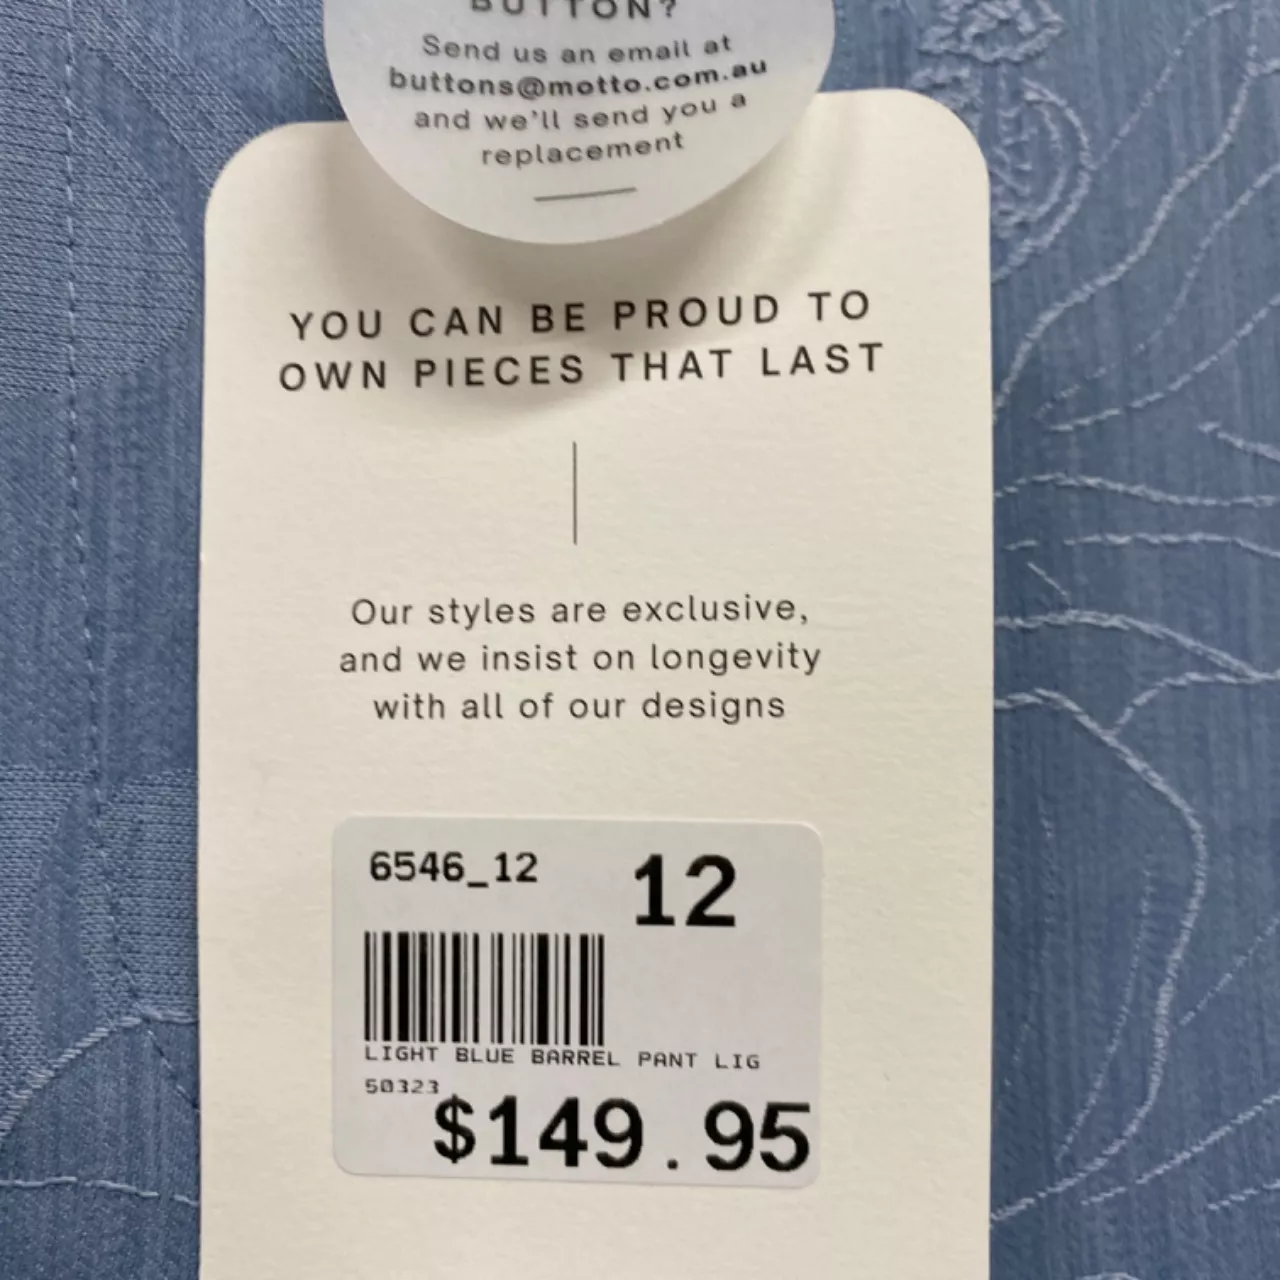 BUTTON?
Send us an email at
buttons@motto.com.au
and we'll send you a
replacement
YOU CAN BE PROUD TO
OWN PIECES THAT LAST
Our styles are exclusive,
and we insist on longevity
with all of our designs
6546_12 12
LIGHT BLUE BARREL PANT LIG
50323
$149.95